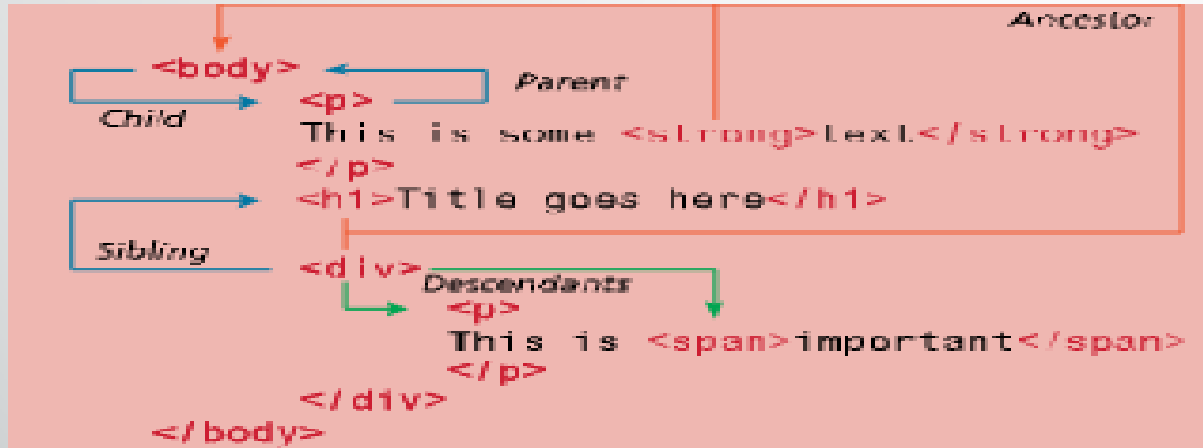 Ancestor
<body>
Parent
Child
<p>
This is some <strong>text</strong>
</p>
<h1>Title goes here</h1>
Sibling
<div>
Descendants
<p>
This is <span>important</span>
</p>
</div>
</body>